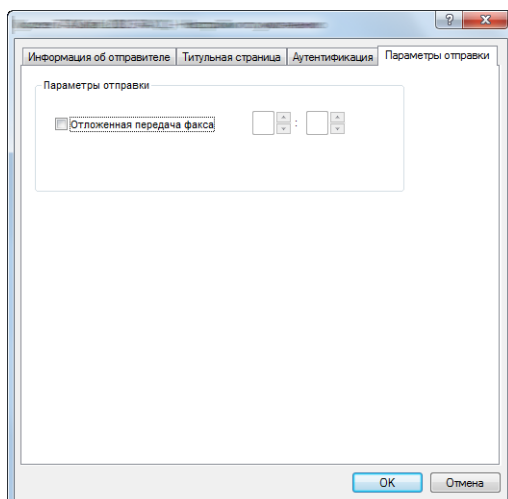 Информация об отправителе Титульная страница Аутентификация Параметры отправки
Параметры отправки
Отложенная передача факса :
OK Отмена